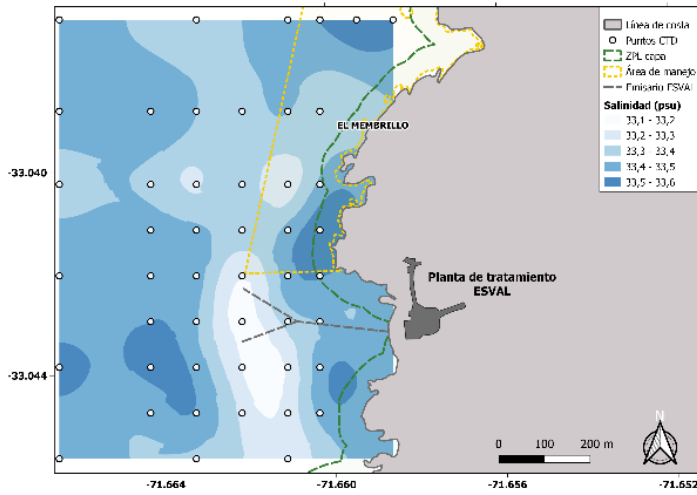 Línea de costa
Puntos CTD
ZPL capa
Área de manejo
Emisario ESVAL
Salinidad (psu)
33,1 - 33,2
33,2 - 33,3
33,3 - 33,4
33,4 - 33,5
33,5 - 33,6
EL MEMBRILLO
-33.040
Planta de tratamiento
ESVAL
-33.044
N
0 100 200 m
-71.664 -71.660 -71.656 -71.652